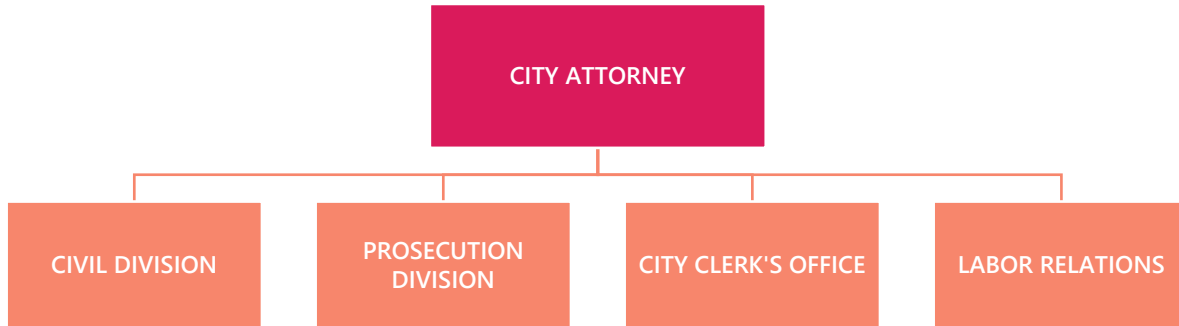 CITY ATTORNEY
CIVIL DIVISION
PROSECUTION
DIVISION
CITY CLERK'S OFFICE
LABOR RELATIONS